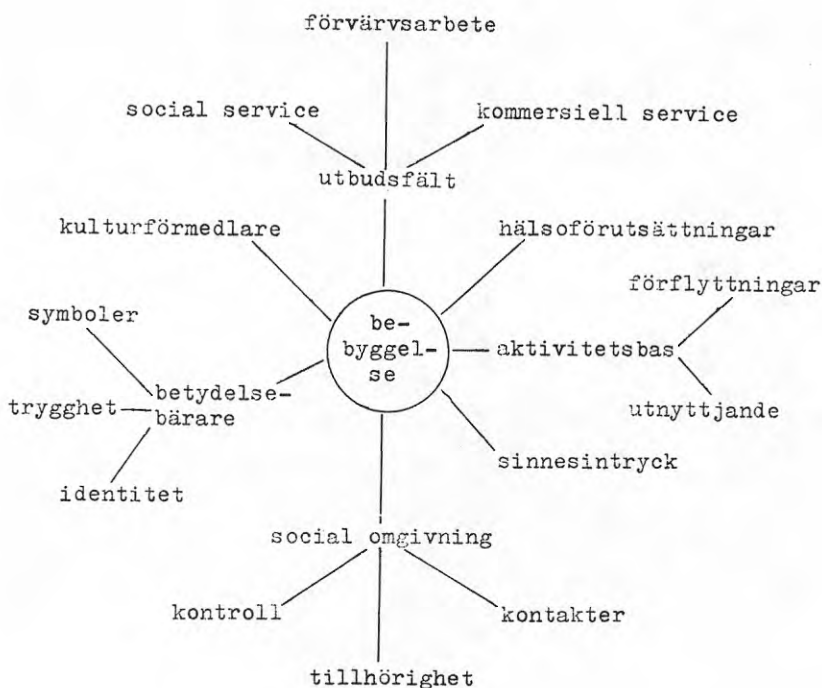 förvärvsarbete
social service
kommersiell service
utbudsfält
kulturförmedlare
hälsoförutsättningar
förflyttningar
symboler
be-
byggel-
se
aktivitetsbas
betydelse-
bärare
trygghet
utnyttjande
sinnesintryck
identitet
social omgivning
kontroll
kontakter
tillhörighet